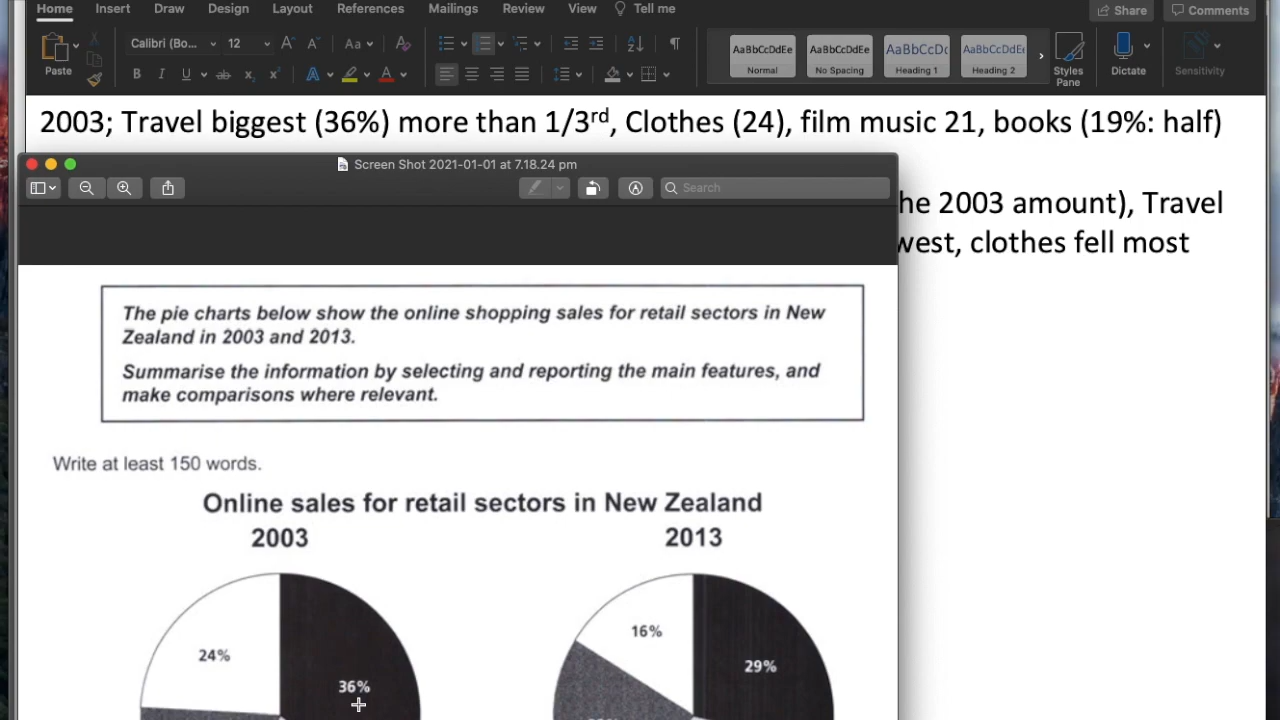 Home Insert Draw Design Layout References Mailings Review View Tell me Share Comments
Paste Calibri (Bo... 12 Aa
B I U ab x x A A
AaBbCcDdEe AaBbCcDdEe AaBbCcDc AaBbCcDdEe
Normal No Spacing Heading 1 Heading 2 Styles Pane Dictate Sensitivity
2003; Travel biggest (36%) more than 1/3rd, Clothes (24), film music 21, books (19%: half)
Screen Shot 2021-01-01 at 7.18.24 pm
Search
he 2003 amount), Travel
west, clothes fell most
The pie charts below show the online shopping sales for retail sectors in New
Zealand in 2003 and 2013.
Summarise the information by selecting and reporting the main features, and
make comparisons where relevant.
Write at least 150 words.
Online sales for retail sectors in New Zealand
2003 2013
24% 36% 16% 29%